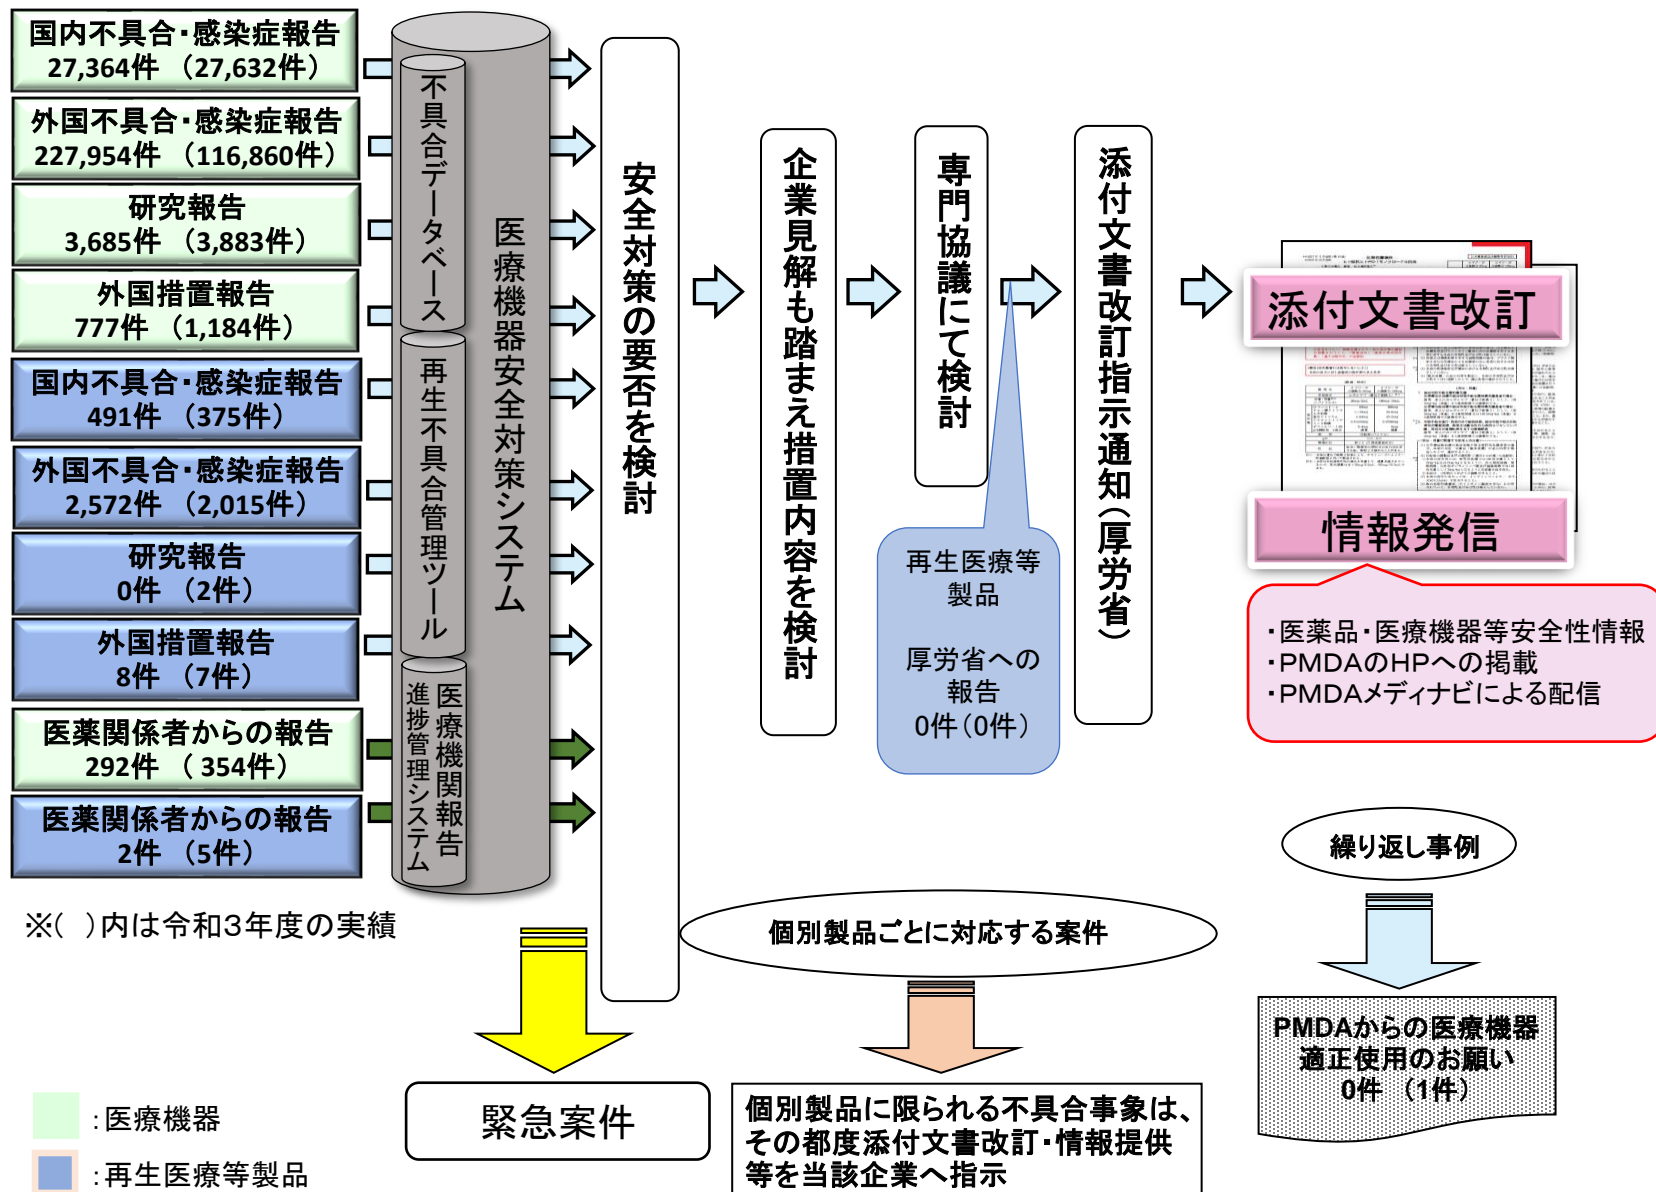 国内不具合・感染症報告
27,364件 （27,632件）
外国不具合・感染症報告
227,954件 （116,860件）
研究報告
3,685件 （3,883件）
外国措置報告
777件 （1,184件）
国内不具合・感染症報告
491件 （375件）
外国不具合・感染症報告
2,572件 （2,015件）
研究報告
0件 （2件）
外国措置報告
8件 （7件）
医薬関係者からの報告
292件 （ 354件）
医薬関係者からの報告
2件 （5件）
※( )内は令和3年度の実績
不具合データベース
再生不具合管理ツール
医療機関報告
進捗管理システム
医療機器安全対策システム
安全対策の要否を検討
企業見解も踏まえ措置内容を検討
専門協議にて検討
添付文書改訂指示通知（厚労省）
再生医療等
製品
厚労省への
報告
0件（0件）
添付文書改訂
情報発信
・医薬品・医療機器等安全性情報
・PMDAのHPへの掲載
・PMDAメディナビによる配信
繰り返し事例
PMDAからの医療機器
適正使用のお願い
0件 （1件）
個別製品ごとに対応する案件
個別製品に限られる不具合事象は、
その都度添付文書改訂・情報提供
等を当該企業へ指示
緊急案件
：医療機器
：再生医療等製品